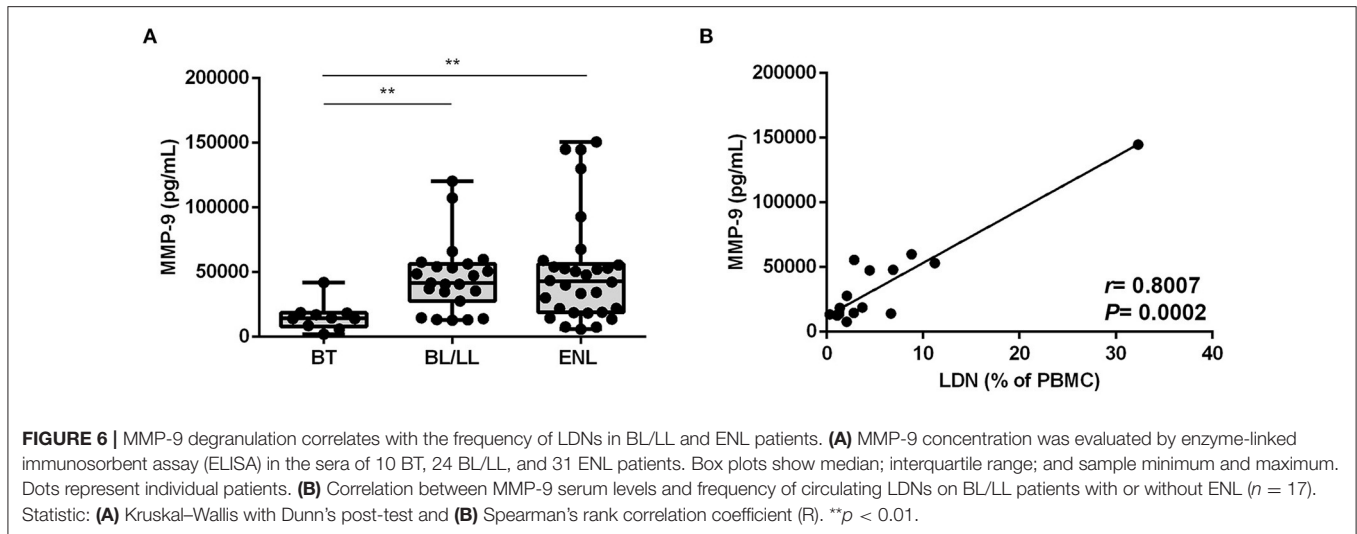 A
B
**
**
200000
150000
100000
50000
0
MMP-9 (pg/mL)
BT
BL/LL
ENL
200000
150000
100000
50000
0
MMP-9 (pg/mL)
r= 0.8007
P= 0.0002
0
10
20
30
40
LDN (% of PBMC)
FIGURE 6 | MMP-9 degranulation correlates with the frequency of LDNs in BL/LL and ENL patients. (A) MMP-9 concentration was evaluated by enzyme-linked
immunosorbent assay (ELISA) in the sera of 10 BT, 24 BL/LL, and 31 ENL patients. Box plots show median; interquartile range; and sample minimum and maximum.
Dots represent individual patients. (B) Correlation between MMP-9 serum levels and frequency of circulating LDNs on BL/LL patients with or without ENL (n = 17).
Statistic: (A) Kruskal–Wallis with Dunn's post-test and (B) Spearman's rank correlation coefficient (R). **p < 0.01.